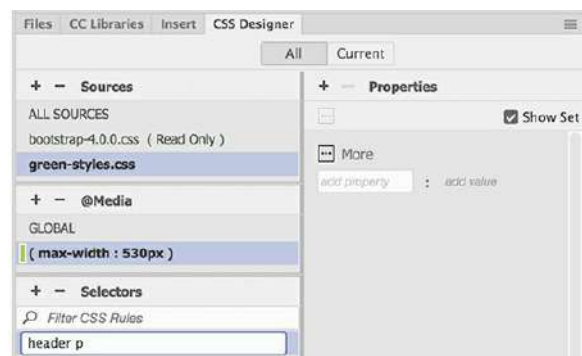 Files CC Libraries Insert CSS Designer
All Current
+ − Sources
ALL SOURCES
bootstrap-4.0.0.css ( Read Only )
green-styles.css
+ − @Media
GLOBAL
( max-width : 530px )
+ − Selectors
Filter CSS Rules
header p
+ − Properties
Show Set
More
add property : add value